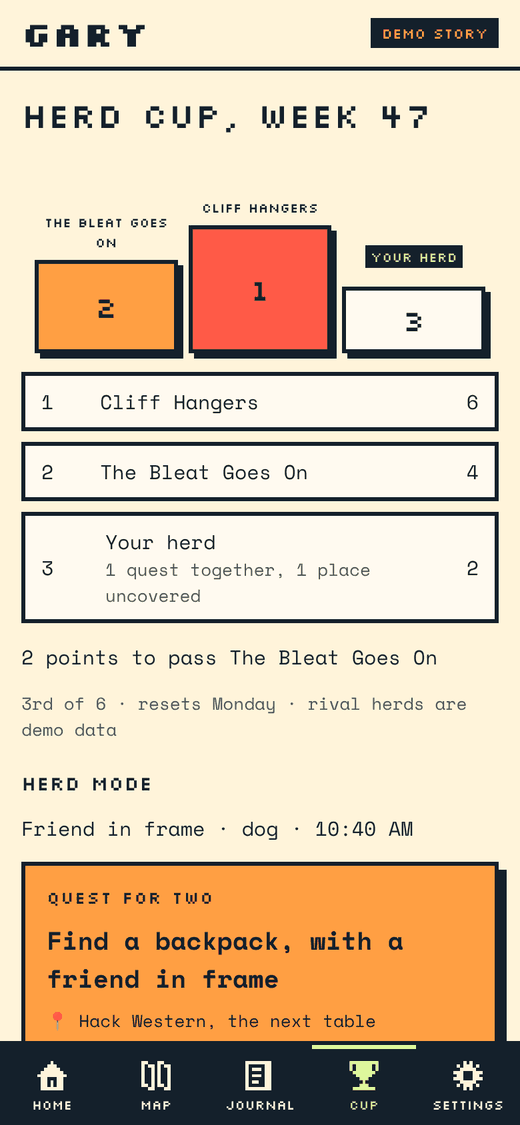 GARY
DEMO STORY
HERD CUP, WEEK 47
CLIFF HANGERS
THE BLEAT GOES
ON
YOUR HERD
2
1
3
1 Cliff Hangers 6
2 The Bleat Goes On 4
3 Your herd 2
1 quest together, 1 place
uncovered
2 points to pass The Bleat Goes On
3rd of 6 · resets Monday · rival herds are
demo data
HERD MODE
Friend in frame · dog · 10:40 AM
QUEST FOR TWO
Find a backpack, with a
friend in frame
📍 Hack Western, the next table
HOME MAP JOURNAL CUP SETTINGS